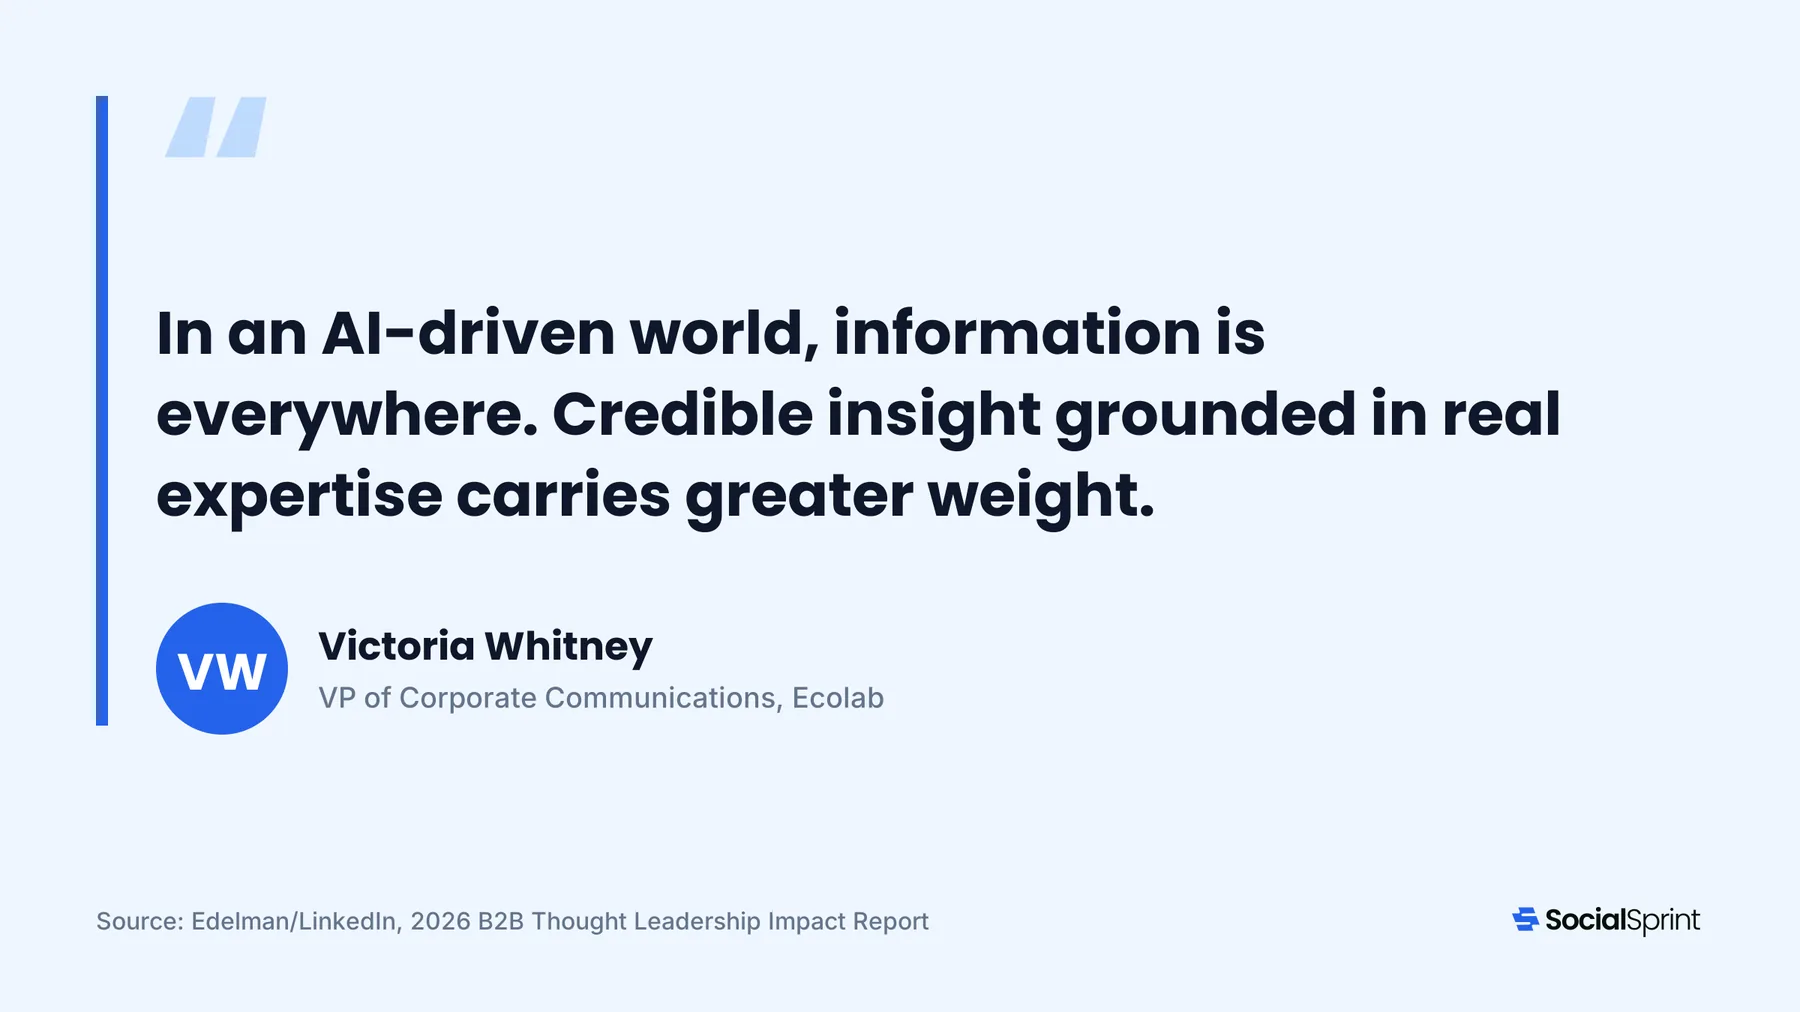 “
In an AI-driven world, information is
everywhere. Credible insight grounded in real
expertise carries greater weight.
VW
Victoria Whitney
VP of Corporate Communications, Ecolab
Source: Edelman/LinkedIn, 2026 B2B Thought Leadership Impact Report
SocialSprint